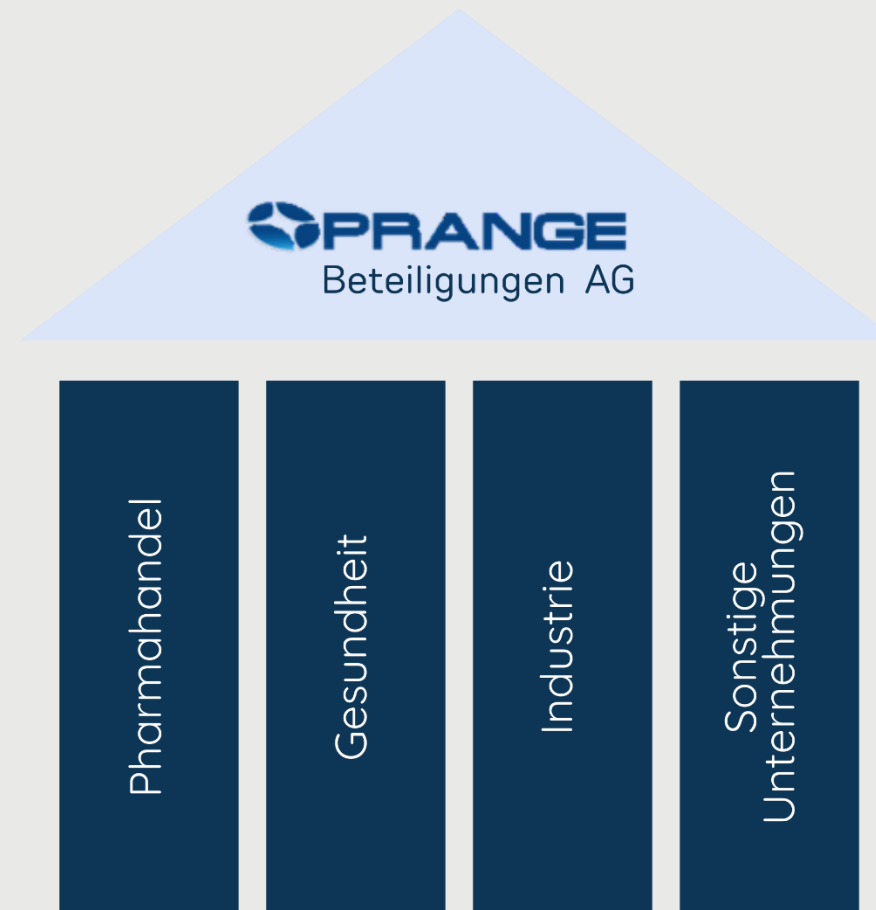 PRANGE
Beteiligungen AG
Pharmahandel
Gesundheit
Industrie
Sonstige
Unternehmungen